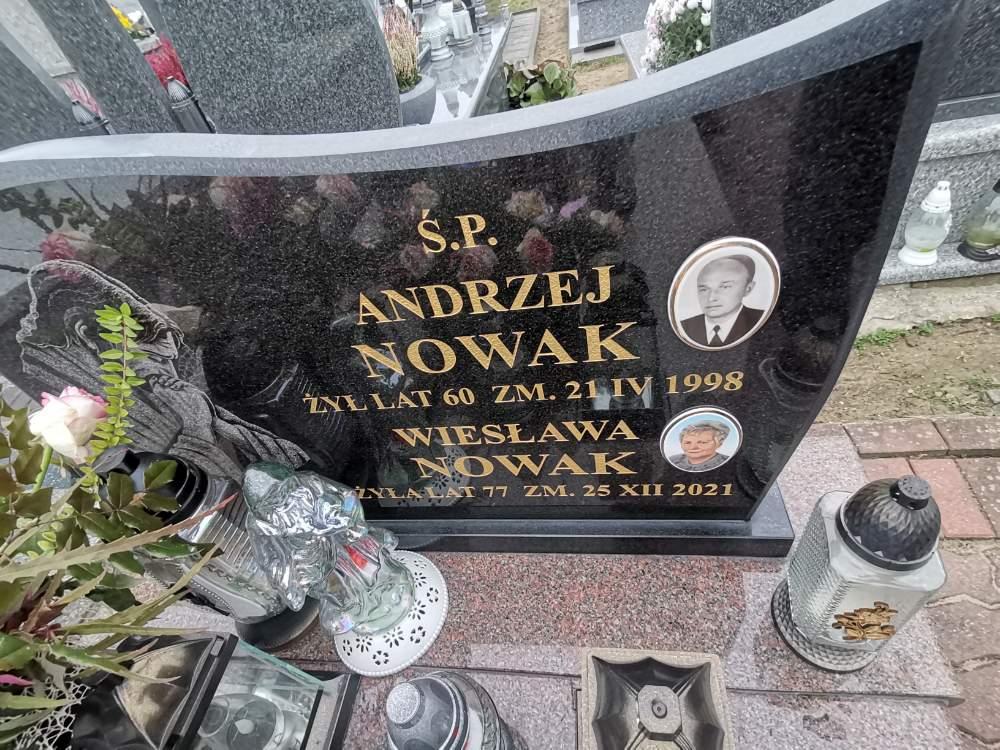 Ś.P.
ANDRZEJ
NOWAK
ŻYŁ LAT 60 ZM. 21 IV 1998
WIESŁAWA
NOWAK
ŻYŁA LAT 77 ZM. 25 XII 2021